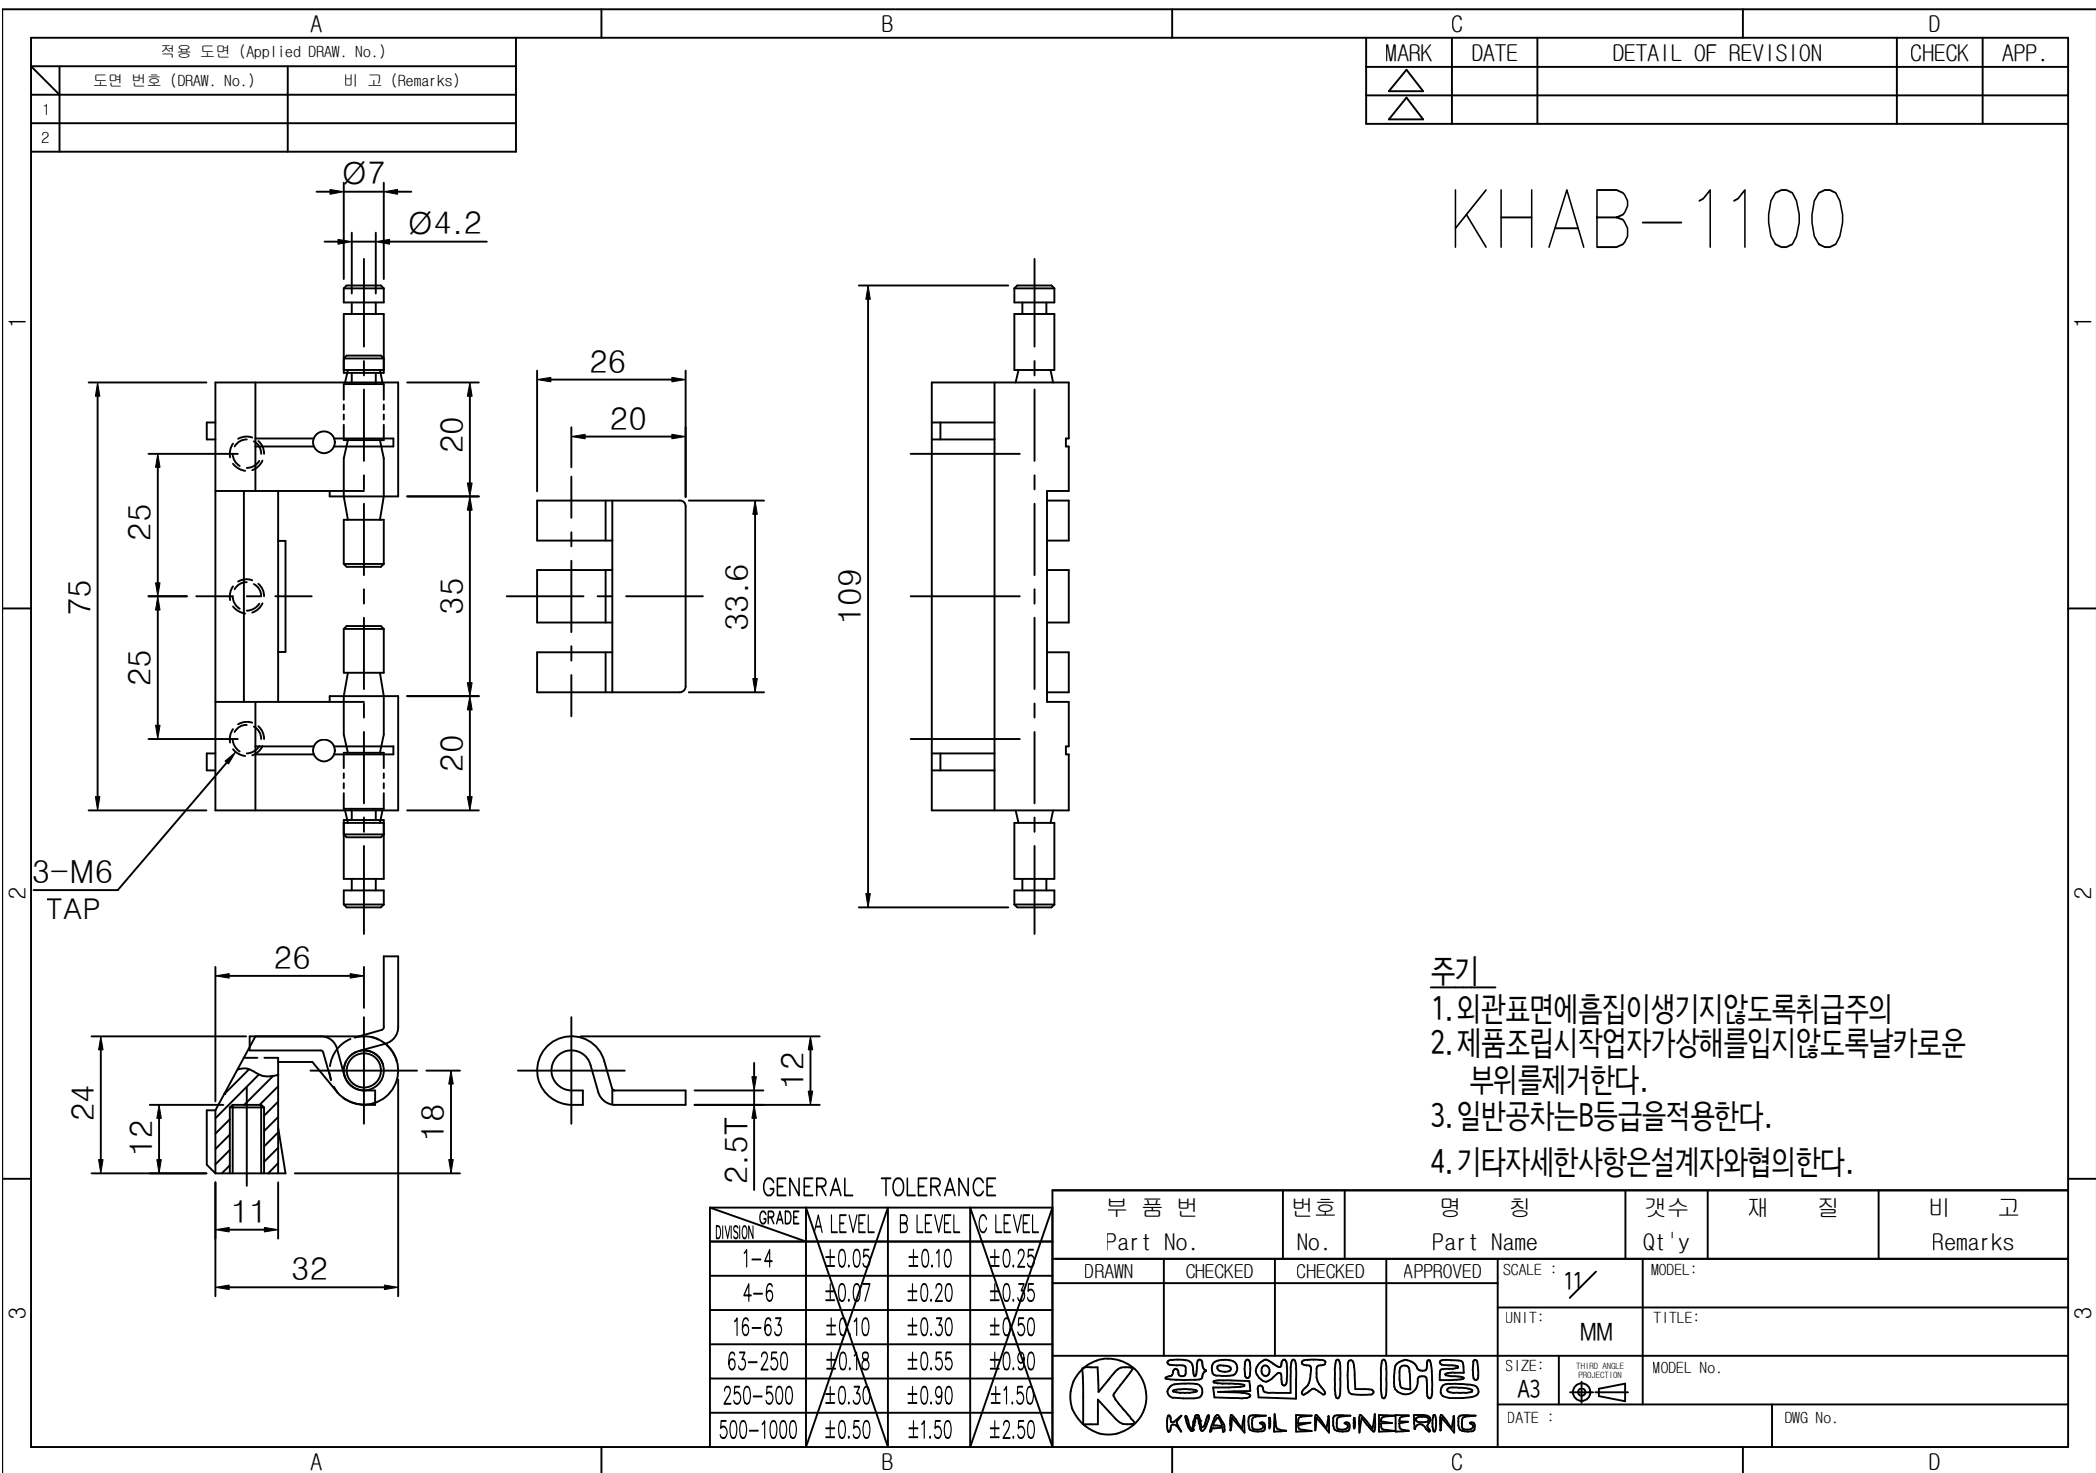 A B C D
적용 도면 (Applied DRAW. No.)
도면 번호 (DRAW. No.) 비 고 (Remarks)
1
2
MARK DATE DETAIL OF REVISION CHECK APP.
KHAB-1100
Ø7
Ø4.2
26
20
20
25
75
35
33.6
109
25
20
3-M6
TAP
1
1
2
2
3
3
26
24
12
18
11
32
12
2.5T
주기
1. 외관표면에흠집이생기지않도록취급주의
2. 제품조립시작업자가상해를입지않도록날카로운
부위를제거한다.
3. 일반공차는B등급을적용한다.
4. 기타자세한사항은설계자와협의한다.
GENERAL TOLERANCE
GRADE
DIVISION
A LEVEL B LEVEL C LEVEL
1-4 ±0.05 ±0.10 ±0.25
4-6 ±0.07 ±0.20 ±0.35
16-63 ±0.10 ±0.30 ±0.50
63-250 ±0.18 ±0.55 ±0.90
250-500 ±0.30 ±0.90 ±1.50
500-1000 ±0.50 ±1.50 ±2.50
부 품 번 번호 명 칭 갯수 재 질 비 고
Part No. No. Part Name Qt'y Remarks
DRAWN CHECKED CHECKED APPROVED SCALE : 1/1 MODEL:
UNIT: MM TITLE:
SIZE: A3 THIRD ANGLE PROJECTION MODEL No.
DATE : DWG No.
K 광일엔지니어링
KWANGIL ENGINEERING
A B C D